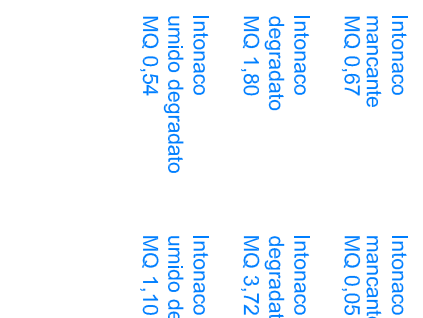 Intonaco
mancante
MQ 0,67
Intonaco
degradato
MQ 1,80
Intonaco
umido degradato
MQ 0,54
Intonaco
mancant
MQ 0,05
Intonaco
degradat
MQ 3,72
Intonaco
umido de
MQ 1,10